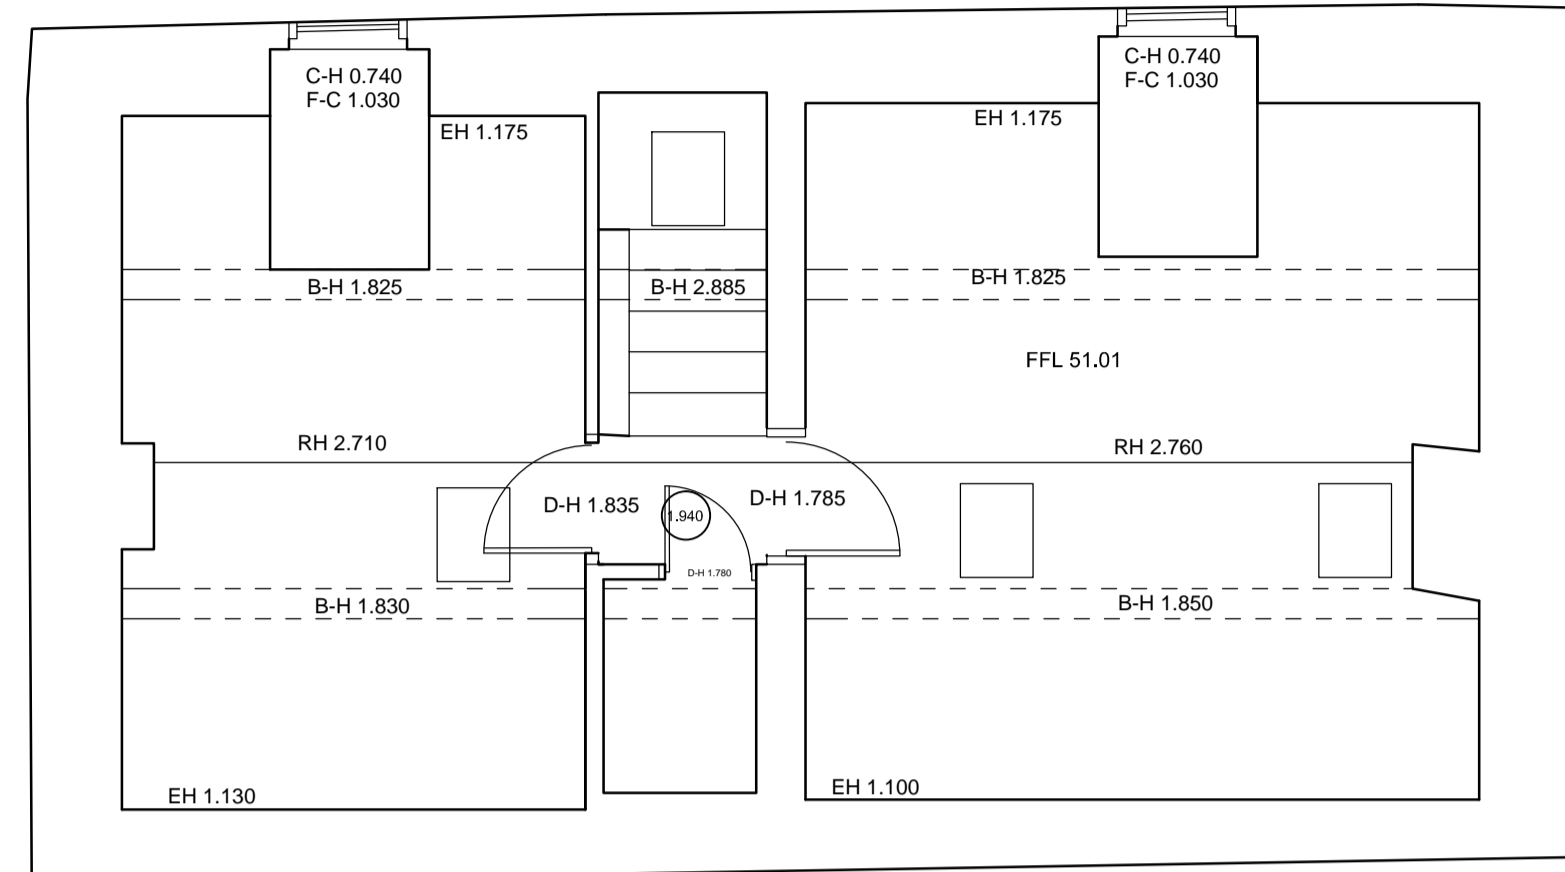 C-H 0.740
F-C 1.030
C-H 0.740
F-C 1.030
EH 1.175
EH 1.175
B-H 1.825
B-H 2.885
B-H 1.825
FFL 51.01
RH 2.710
RH 2.760
D-H 1.835
1.940
D-H 1.785
D-H 1.780
B-H 1.830
B-H 1.850
EH 1.130
EH 1.100